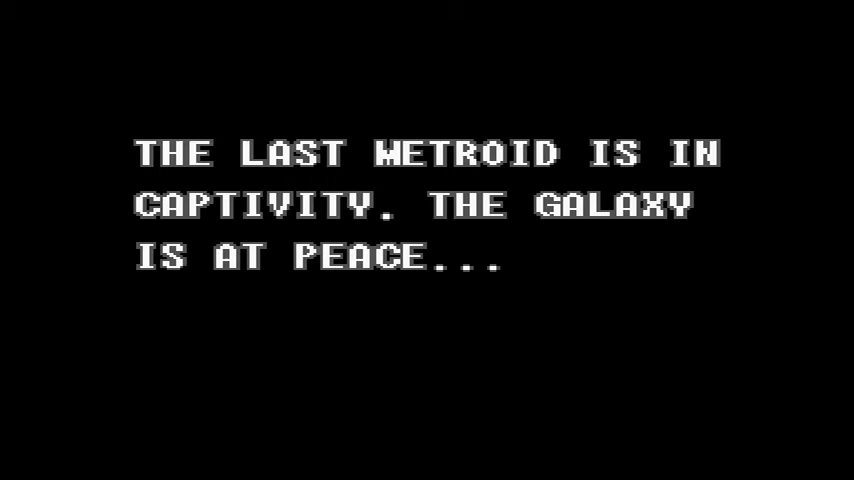 THE LAST METROID IS IN
CAPTIVITY. THE GALAXY
IS AT PEACE...